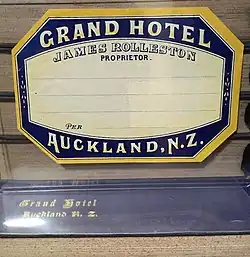 GRAND HOTEL
JAMES ROLLESTON
PROPRIETOR.
PER
AUCKLAND, N.Z.
Grand Hotel
Auckland N. Z.